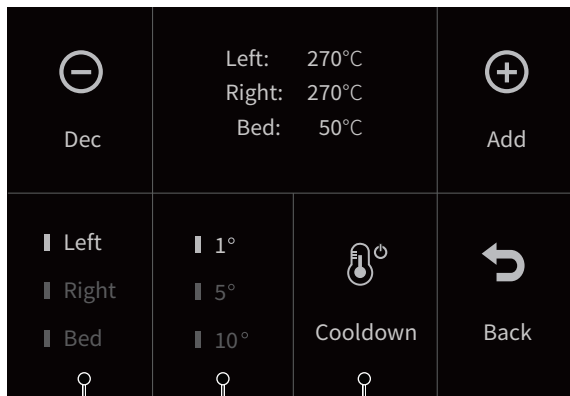 Dec
Left: 270°C
Right: 270°C
Bed: 50°C
Add
Left
Right
Bed
1°
5°
10°
Cooldown
Back